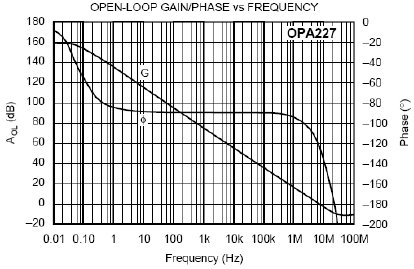 OPEN-LOOP GAIN/PHASE vs FREQUENCY
180 0
OPA227
160 −20
140 −40
G
120 −60
100 −80
ϕ
80 −100
60 −120
40 −140
20 −160
0 −180
−20 −200
A_OL (dB)
Phase (°)
0.01 0.10 1 10 100 1k 10k 100k 1M 10M 100M
Frequency (Hz)